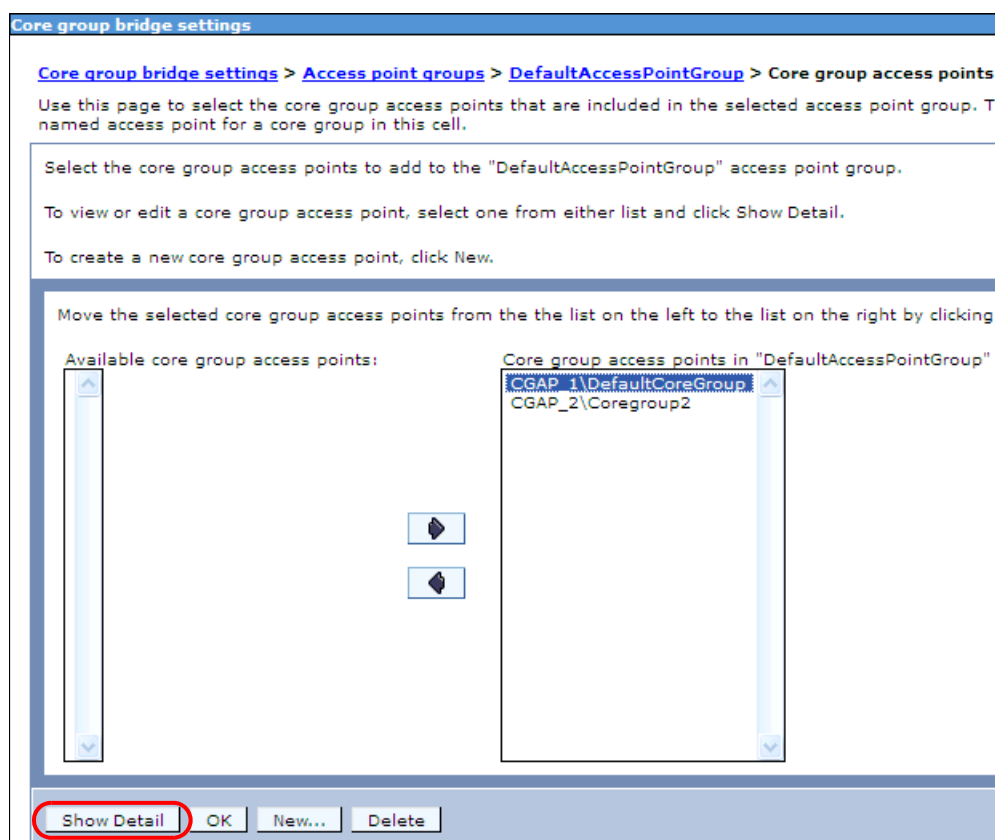 Core group bridge settings
Core group bridge settings > Access point groups > DefaultAccessPointGroup > Core group access points
Use this page to select the core group access points that are included in the selected access point group. T
named access point for a core group in this cell.
Select the core group access points to add to the "DefaultAccessPointGroup" access point group.
To view or edit a core group access point, select one from either list and click Show Detail.
To create a new core group access point, click New.
Move the selected core group access points from the the list on the left to the list on the right by clicking
Available core group access points:
Core group access points in "DefaultAccessPointGroup"
CGAP_1\DefaultCoreGroup
CGAP_2\Coregroup2
Show Detail OK New... Delete